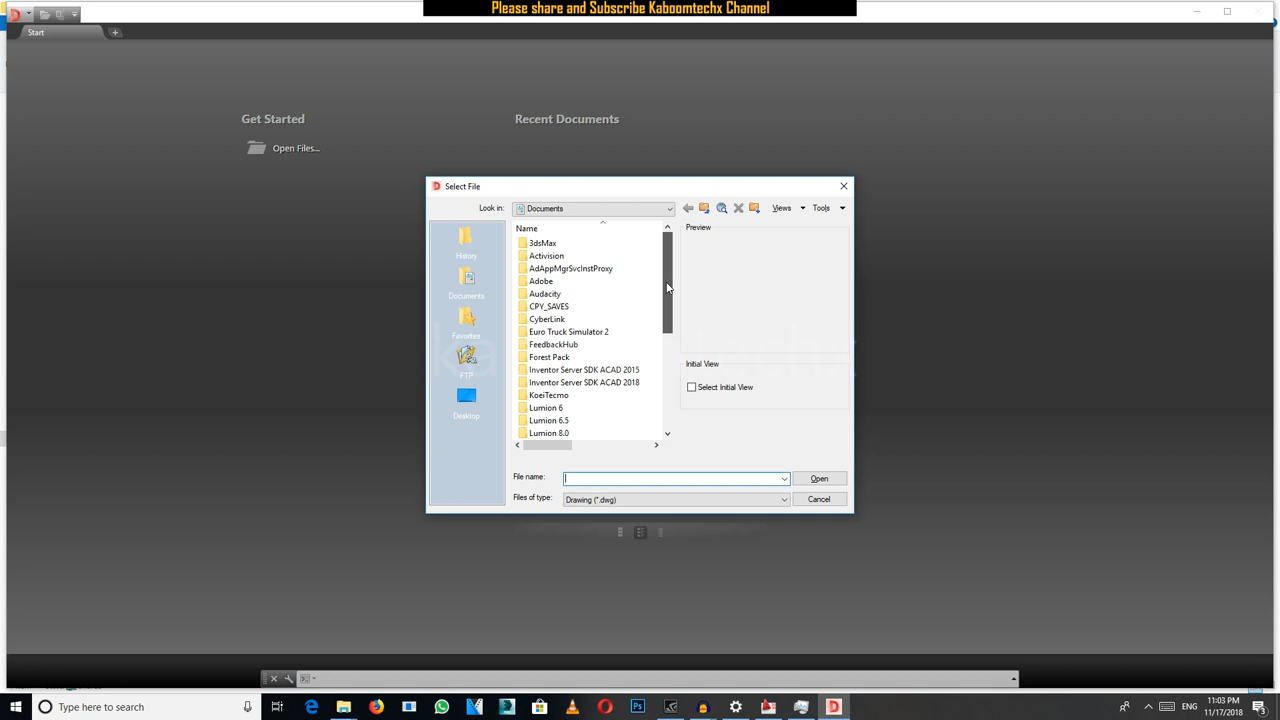 Please share and Subscribe Kaboomtechx Channel
Start
Get Started
Recent Documents
Open Files...
Select File
Look in:
Documents
Views
Tools
History
Documents
Favorites
FTP
Desktop
Name
3dsMax
Activision
AdAppMgrSvcInstProxy
Adobe
Audacity
CPY_SAVES
CyberLink
Euro Truck Simulator 2
FeedbackHub
Forest Pack
Inventor Server SDK ACAD 2015
Inventor Server SDK ACAD 2018
KoeiTecmo
Lumion 6
Lumion 6.5
Lumion 8.0
Preview
Initial View
Select Initial View
File name:
Open
Files of type:
Drawing (*.dwg)
Cancel
Type here to search
ENG
11:03 PM
11/17/2018